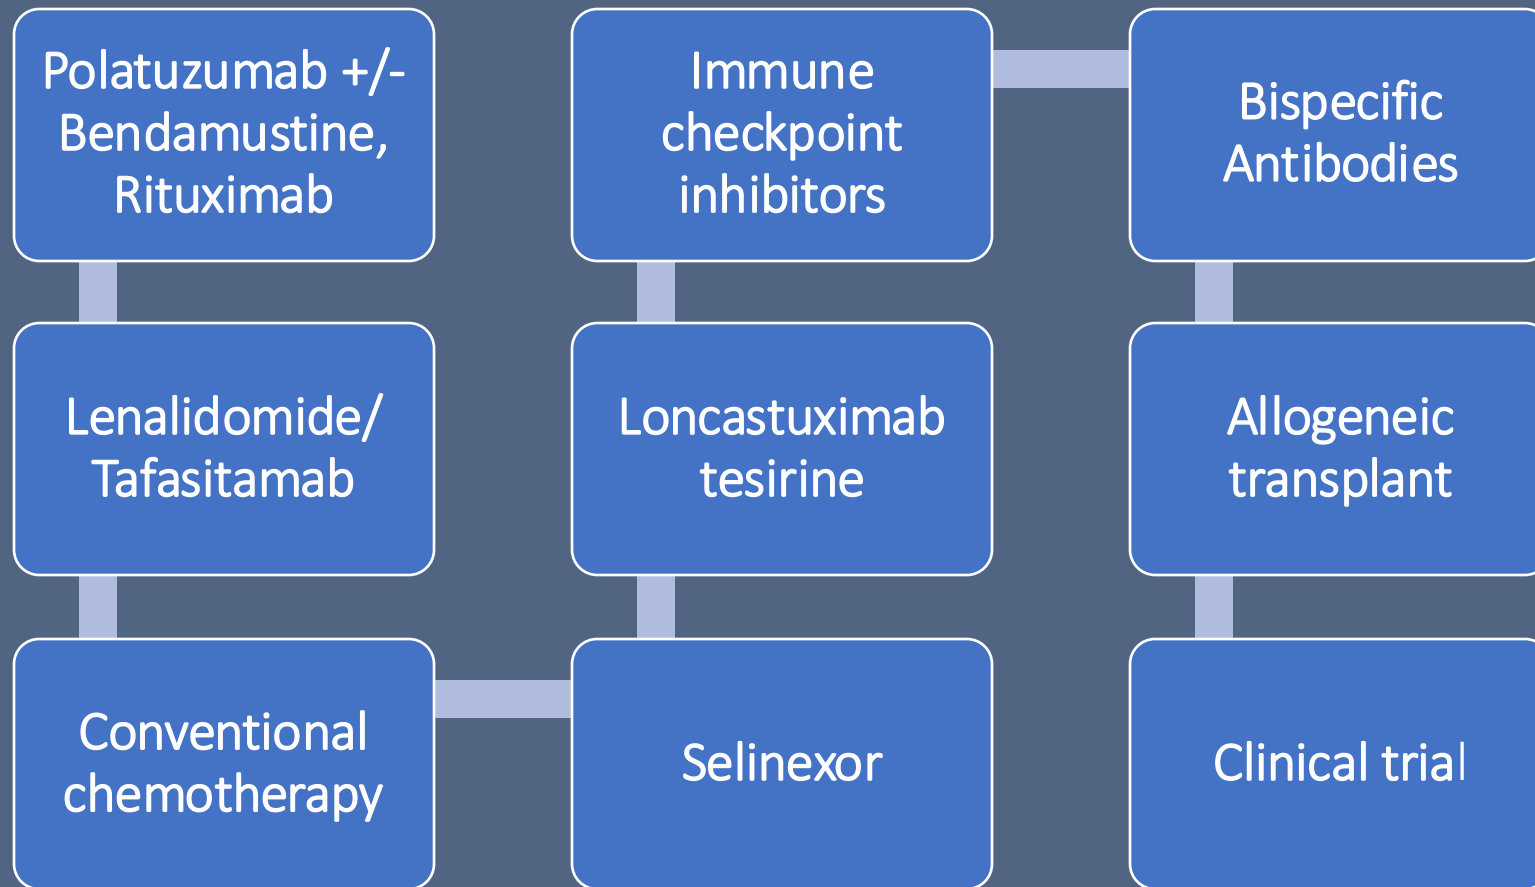 Polatuzumab +/-
Bendamustine,
Rituximab
Lenalidomide/
Tafasitamab
Conventional
chemotherapy
Selinexor
Loncastuximab
tesirine
Immune
checkpoint
inhibitors
Bispecific
Antibodies
Allogeneic
transplant
Clinical trial